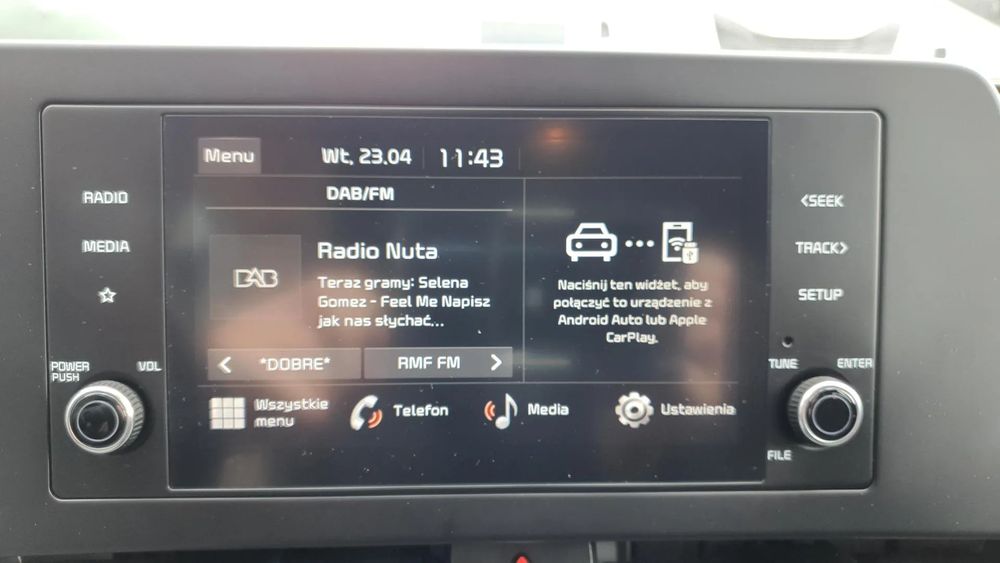 Menu
Wt, 23.04
11:43
DAB/FM
RADIO
MEDIA
POWER
PUSH
VOL
DAB
Radio Nuta
Teraz gramy: Selena
Gomez - Feel Me Napisz
jak nas słychać...
< *DOBRE*
RMF FM >
Naciśnij ten widżet, aby
połączyć to urządzenie z
Android Auto lub Apple
CarPlay.
Wszystkie
menu
Telefon
Media
Ustawienia
<SEEK
TRACK>
SETUP
TUNE
ENTER
FILE